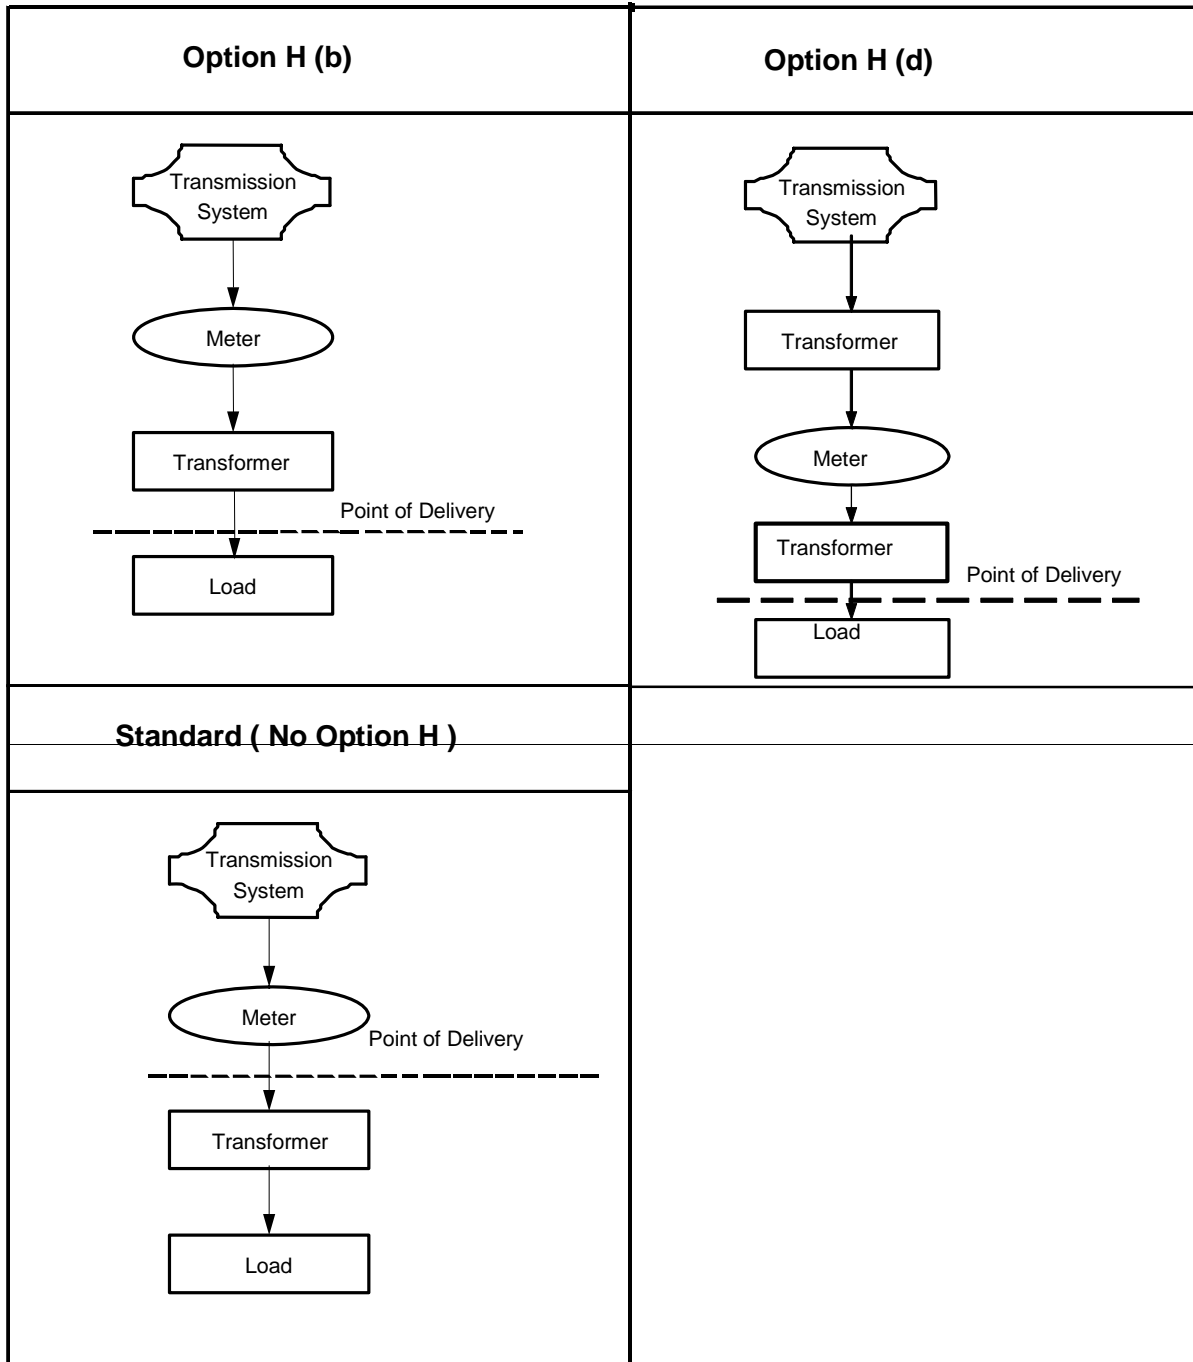 Option H (b)
Transmission
System
Meter
Transformer
Point of Delivery
Load
Option H (d)
Transmission
System
Transformer
Meter
Transformer
Point of Delivery
Load
Standard ( No Option H )
Transmission
System
Meter
Point of Delivery
Transformer
Load